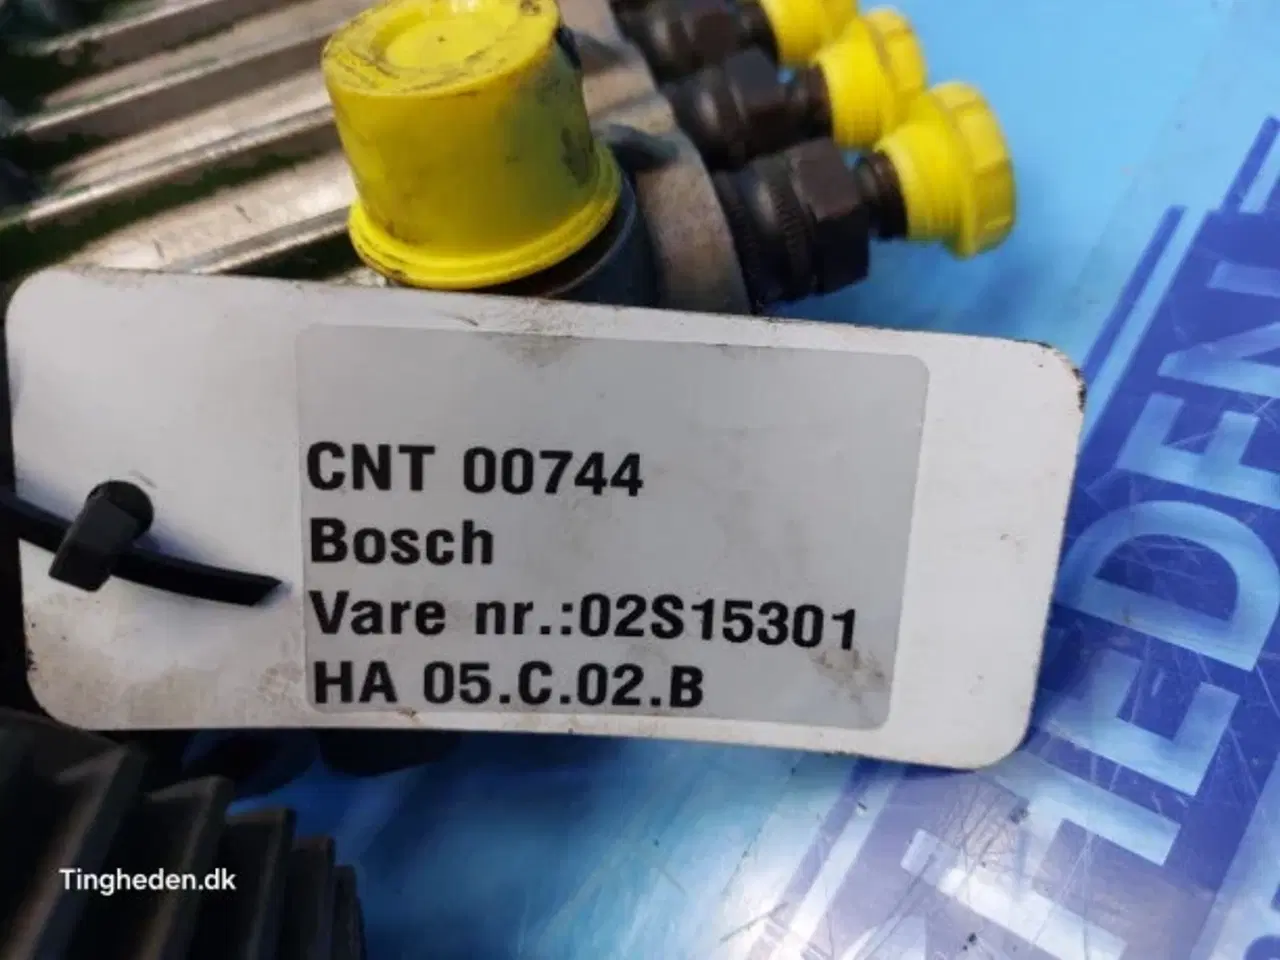 CNT 00744
Bosch
Vare nr.:02S15301
HA 05.C.02.B
Tingheden.dk